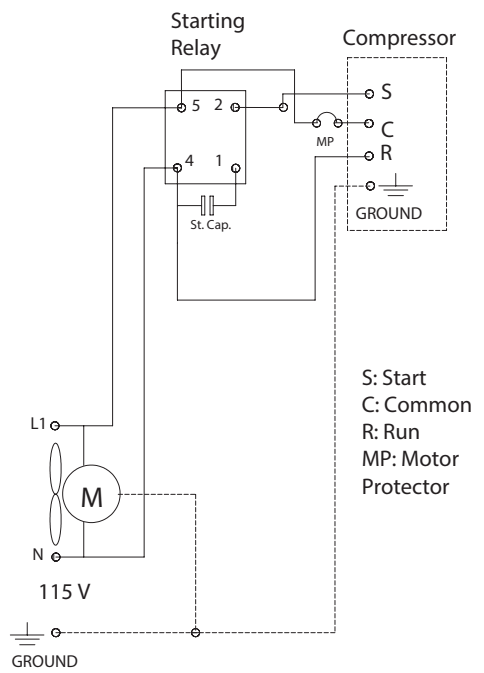 Starting
Relay
Compressor
5 2
S
C
MP
R
4 1
St. Cap.
GROUND
S: Start
C: Common
R: Run
MP: Motor
Protector
L1
M
N
115 V
GROUND